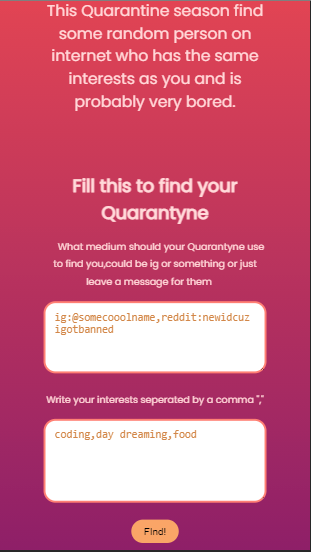 This Quarantine season find
some random person on
internet who has the same
interests as you and is
probably very bored.
Fill this to find your
Quarantyne
What medium should your Quarantyne use
to find you,could be ig or something or just
leave a message for them
ig:@somecooolname,reddit:newidcuz
igotbanned
Write your interests seperated by a comma ","
coding,day dreaming,food
Find!